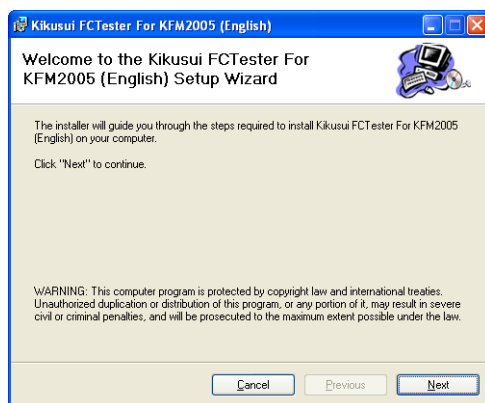 Kikusui FCTester For KFM2005 (English)
Welcome to the Kikusui FCTester For
KFM2005 (English) Setup Wizard
The installer will guide you through the steps required to install Kikusui FCTester For KFM2005
(English) on your computer.
Click "Next" to continue.
WARNING: This computer program is protected by copyright law and international treaties.
Unauthorized duplication or distribution of this program, or any portion of it, may result in severe
civil or criminal penalties, and will be prosecuted to the maximum extent possible under the law.
Cancel Previous Next